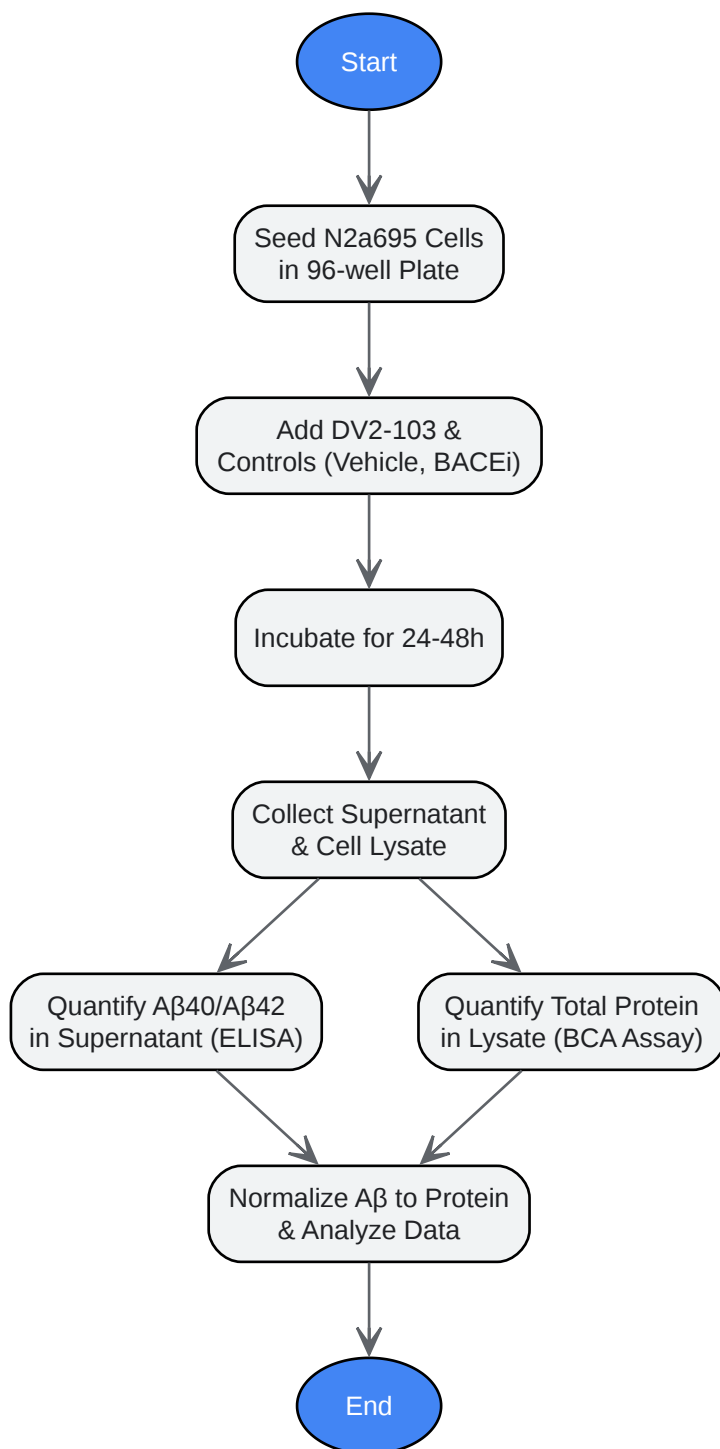 Start
Seed N2a695 Cells
in 96-well Plate
Add DV2-103 &
Controls (Vehicle, BACEi)
Incubate for 24-48h
Collect Supernatant
& Cell Lysate
Quantify Aβ40/Aβ42
in Supernatant (ELISA)
Quantify Total Protein
in Lysate (BCA Assay)
Normalize Aβ to Protein
& Analyze Data
End